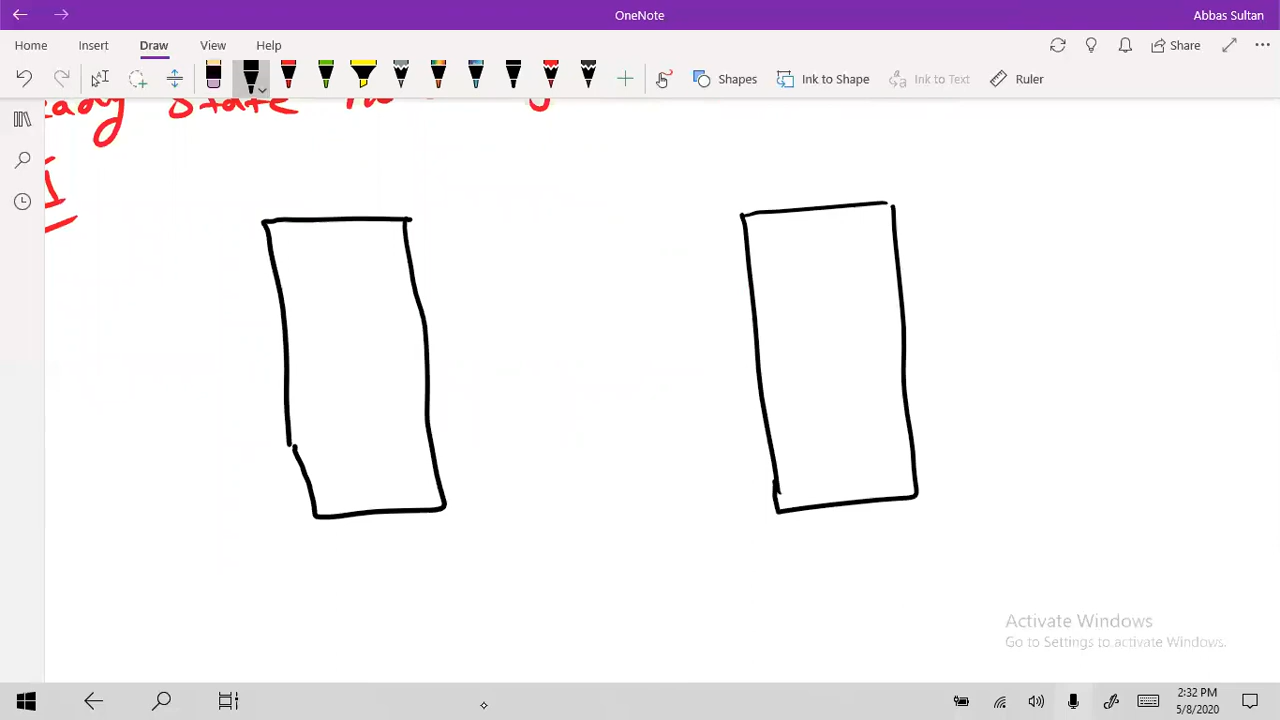 OneNote
Abbas Sultan
Home Insert Draw View Help
Share
Shapes Ink to Shape Ink to Text Ruler
State
I
Activate Windows
Go to Settings to activate Windows.
2:32 PM
5/8/2020